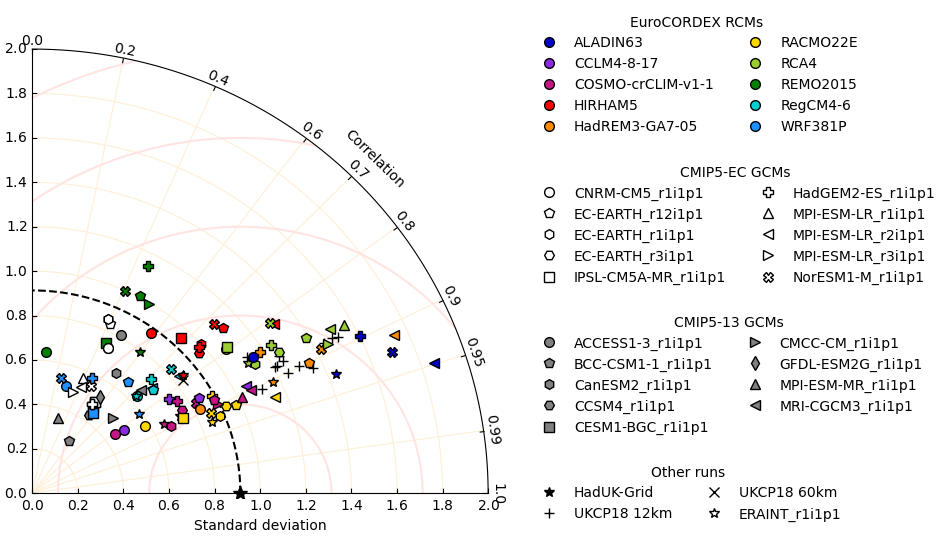 EuroCORDEX RCMs
ALADIN63 RACMO22E
CCLM4-8-17 RCA4
COSMO-crCLIM-v1-1 REMO2015
HIRHAM5 RegCM4-6
HadREM3-GA7-05 WRF381P
CMIP5-EC GCMs
CNRM-CM5_r1i1p1 HadGEM2-ES_r1i1p1
EC-EARTH_r12i1p1 MPI-ESM-LR_r1i1p1
EC-EARTH_r1i1p1 MPI-ESM-LR_r2i1p1
EC-EARTH_r3i1p1 MPI-ESM-LR_r3i1p1
IPSL-CM5A-MR_r1i1p1 NorESM1-M_r1i1p1
CMIP5-13 GCMs
ACCESS1-3_r1i1p1 CMCC-CM_r1i1p1
BCC-CSM1-1_r1i1p1 GFDL-ESM2G_r1i1p1
CanESM2_r1i1p1 MPI-ESM-MR_r1i1p1
CCSM4_r1i1p1 MRI-CGCM3_r1i1p1
CESM1-BGC_r1i1p1
Other runs
HadUK-Grid UKCP18 60km
UKCP18 12km ERAINT_r1i1p1
0.0
0.2
0.4
0.6
Correlation
0.7
0.8
0.9
0.95
0.99
1.0
2.0
1.8
1.6
1.4
1.2
1.0
0.8
0.6
0.4
0.2
0.0
0.0 0.2 0.4 0.6 0.8 1.0 1.2 1.4 1.6 1.8 2.0
Standard deviation